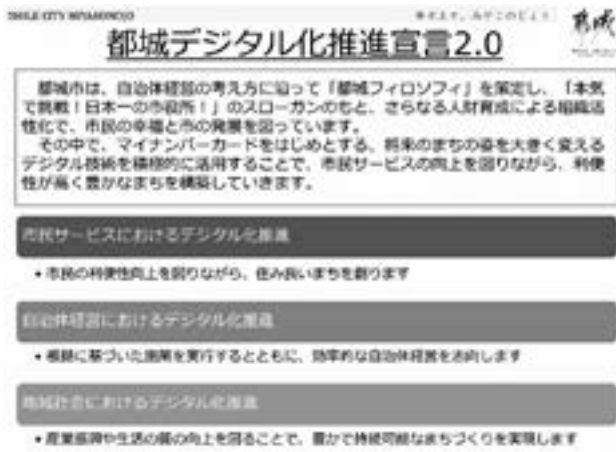 SMILE CITY MIYAKONOJO
都城
都城デジタル化推進宣言2.0
都城市は、自治体経営の考え方に沿って「都城フィロソフィ」を策定し、「本気
で挑戦！日本一の市役所！」のスローガンのもと、さらなる人財育成による組織活
性化で、市民の幸福と市の発展を図っています。
その中で、マイナンバーカードをはじめとする、将来のまちの姿を大きく変える
デジタル技術を積極的に活用することで、市民サービスの向上を図りながら、利便
性が高く豊かなまちを構築していきます。
市民サービスにおけるデジタル化推進
・市民の利便性向上を図りながら、住み良いまちを創ります
自治体経営におけるデジタル化推進
・根拠に基づいた施策を実行するとともに、効率的な自治体経営を志向します
地域社会におけるデジタル化推進
・産業振興や生活の質の向上を図ることで、豊かで持続可能なまちづくりを実現します